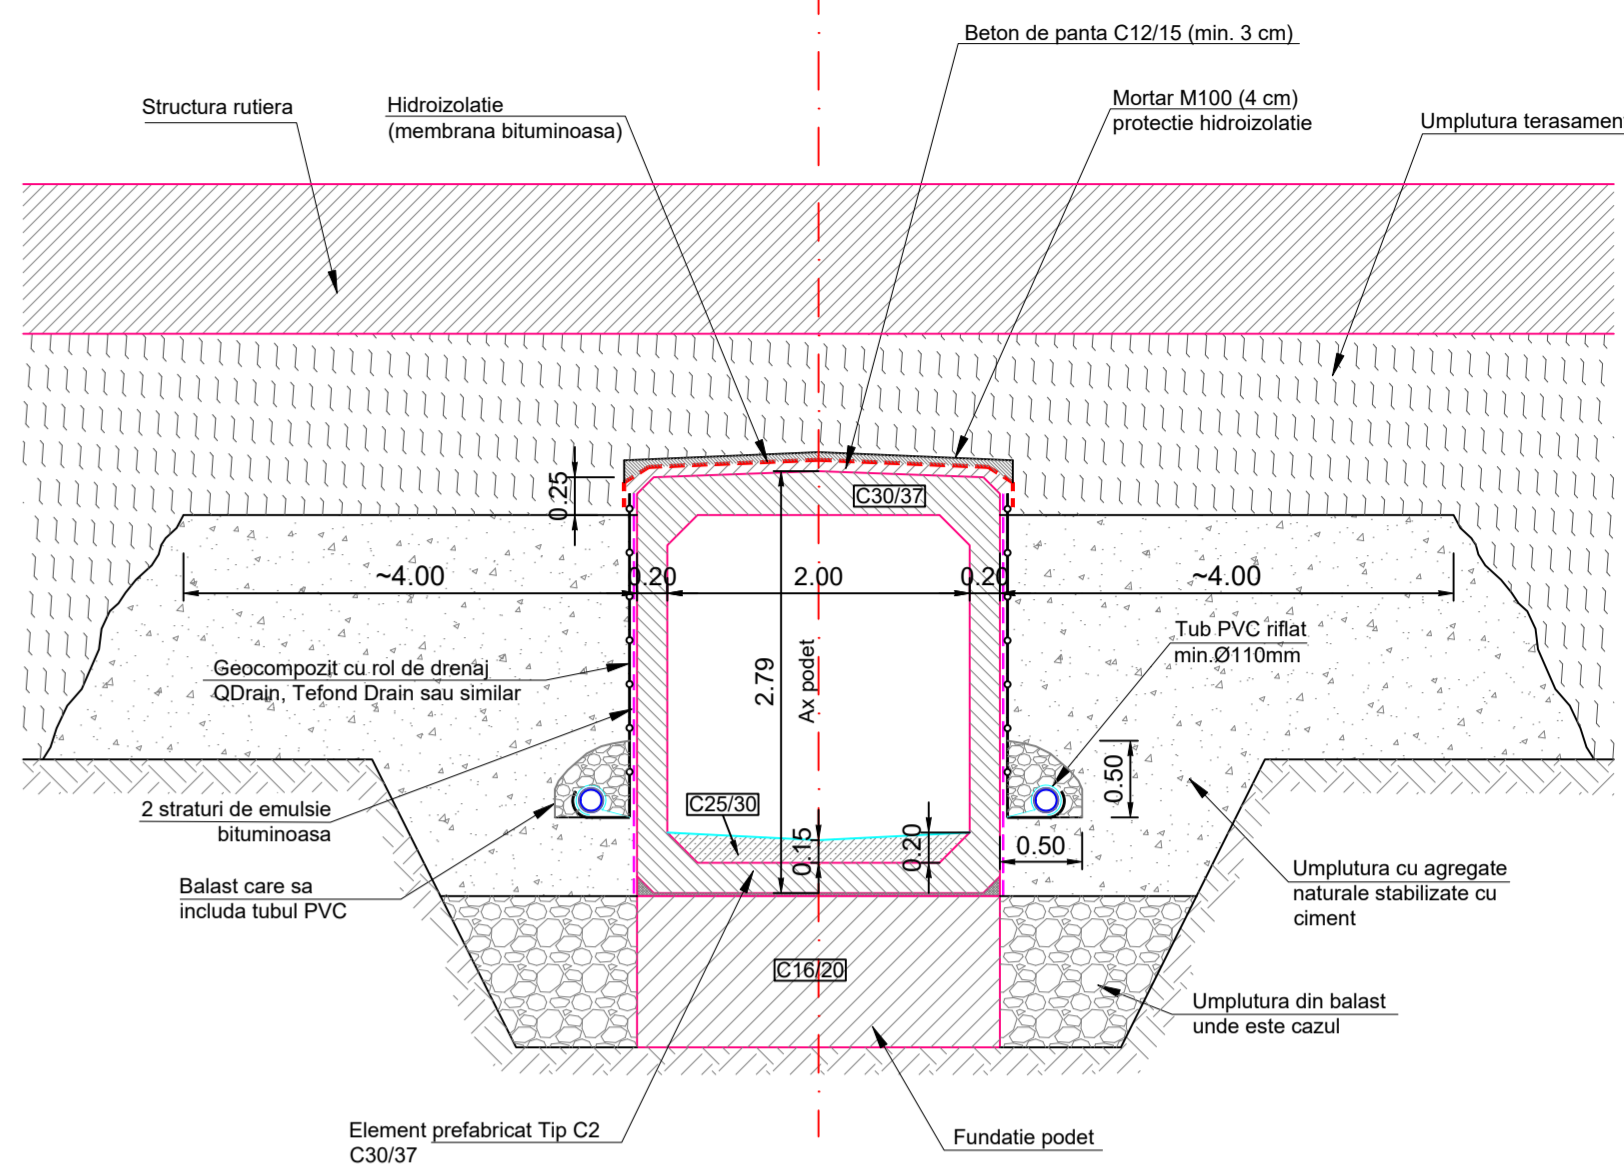 Beton de panta C12/15 (min. 3 cm)
Structura rutiera
Hidroizolatie
(membrana bituminoasa)
Mortar M100 (4 cm)
protectie hidroizolatie
Umplutura terasament
0.25
C30/37
~4.00
0.20
2.00
0.20
~4.00
Tub PVC riflat
min.Ø110mm
Geocompozit cu rol de drenaj
QDrain, Tefond Drain sau similar
2.79
Ax podet
0.50
2 straturi de emulsie
bituminoasa
C25/30
0.15
0.20
0.50
Balast care sa
includa tubul PVC
Umplutura cu agregate
naturale stabilizate cu
ciment
C16/20
Umplutura din balast
unde este cazul
Element prefabricat Tip C2
C30/37
Fundatie podet